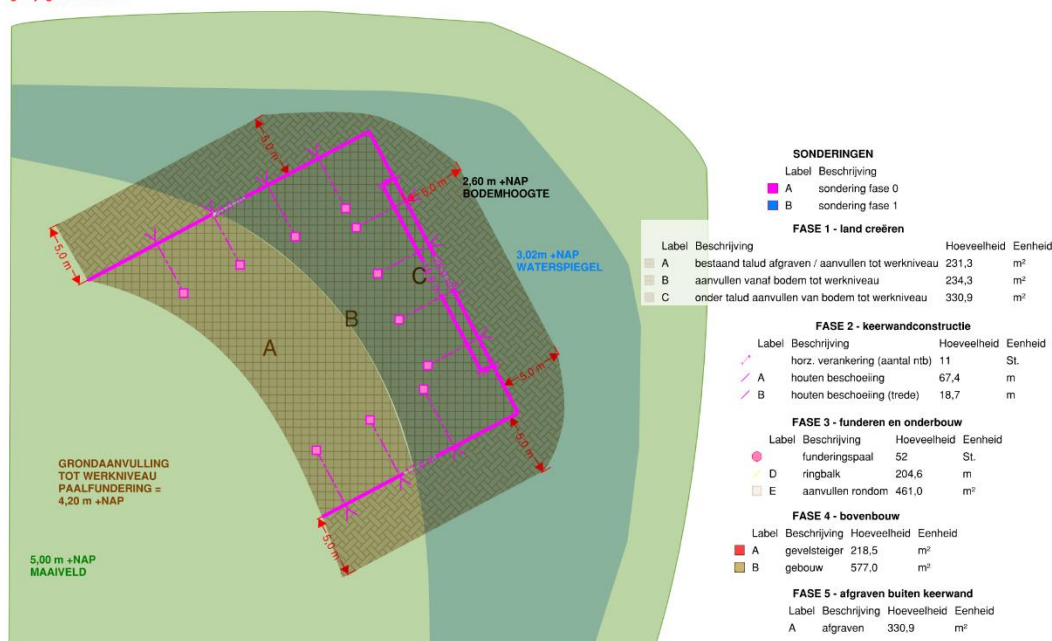 5,0 m
5,0 m
2,60 m +NAP
BODEMHOOGTE
5,0 m
3,02m +NAP
WATERSPIEGEL
C
B
A
5,0 m
5,0 m
5,0 m
GRONDAANVULLING
TOT WERKNIVEAU
PAALFUNDERING =
4,20 m +NAP
5,00 m +NAP
MAAIVELD
SONDERINGEN
Label Beschrijving
A sondering fase 0
B sondering fase 1
FASE 1 - land creëren
Label Beschrijving Hoeveelheid Eenheid
A bestaand talud afgraven / aanvullen tot werkniveau 231,3 m²
B aanvullen vanaf bodem tot werkniveau 234,3 m²
C onder talud aanvullen van bodem tot werkniveau 330,9 m²
FASE 2 - keerwandconstructie
Label Beschrijving Hoeveelheid Eenheid
horz. verankering (aantal ntb) 11 St.
A houten beschoeiing 67,4 m
B houten beschoeiing (trede) 18,7 m
FASE 3 - funderen en onderbouw
Label Beschrijving Hoeveelheid Eenheid
funderingspaal 52 St.
D ringbalk 204,6 m
E aanvullen rondom 461,0 m²
FASE 4 - bovenbouw
Label Beschrijving Hoeveelheid Eenheid
A gevelsteiger 218,5 m²
B gebouw 577,0 m²
FASE 5 - afgraven buiten keerwand
Label Beschrijving Hoeveelheid Eenheid
A afgraven 330,9 m²